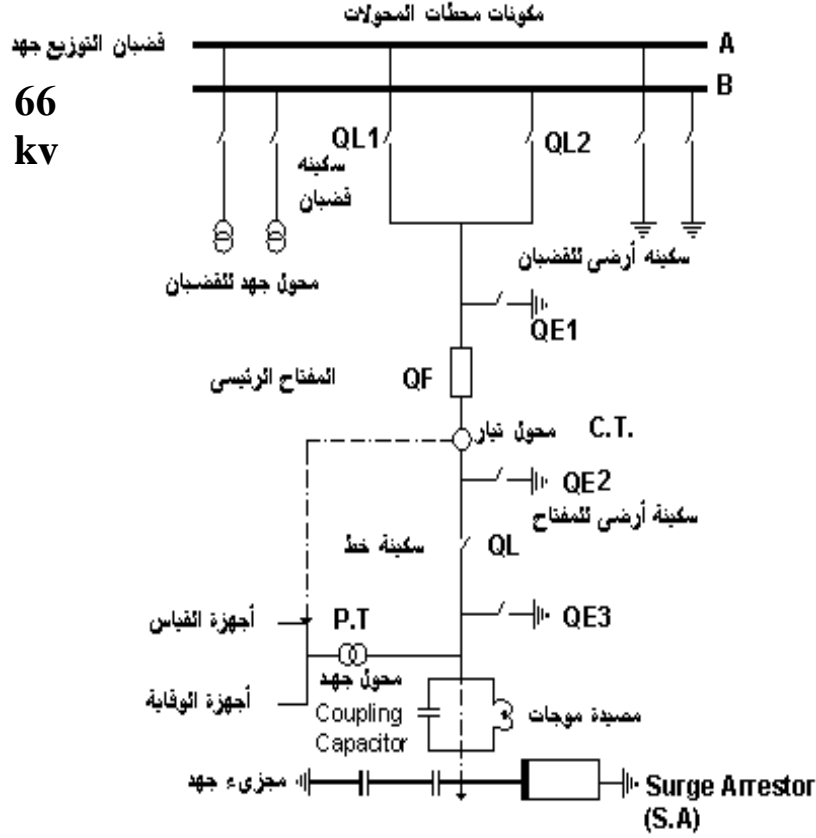 مكونات محطات المحولات
قضبان التوزيع جهد
A
B
66
kv
QL1
QL2
سكينه
قضبان
محول جهد للقضبان
سكينه أرضى للقضبان
QE1
المفتاح الرئيسى
QF
محول تيار
C.T.
QE2
سكينة أرضى للمفتاح
سكينة خط
QL
أجهزة القياس
P.T
QE3
محول جهد
أجهزة الوقاية
Coupling
Capacitor
مصيدة موجات
مجزىء جهد
Surge Arrestor
(S.A)